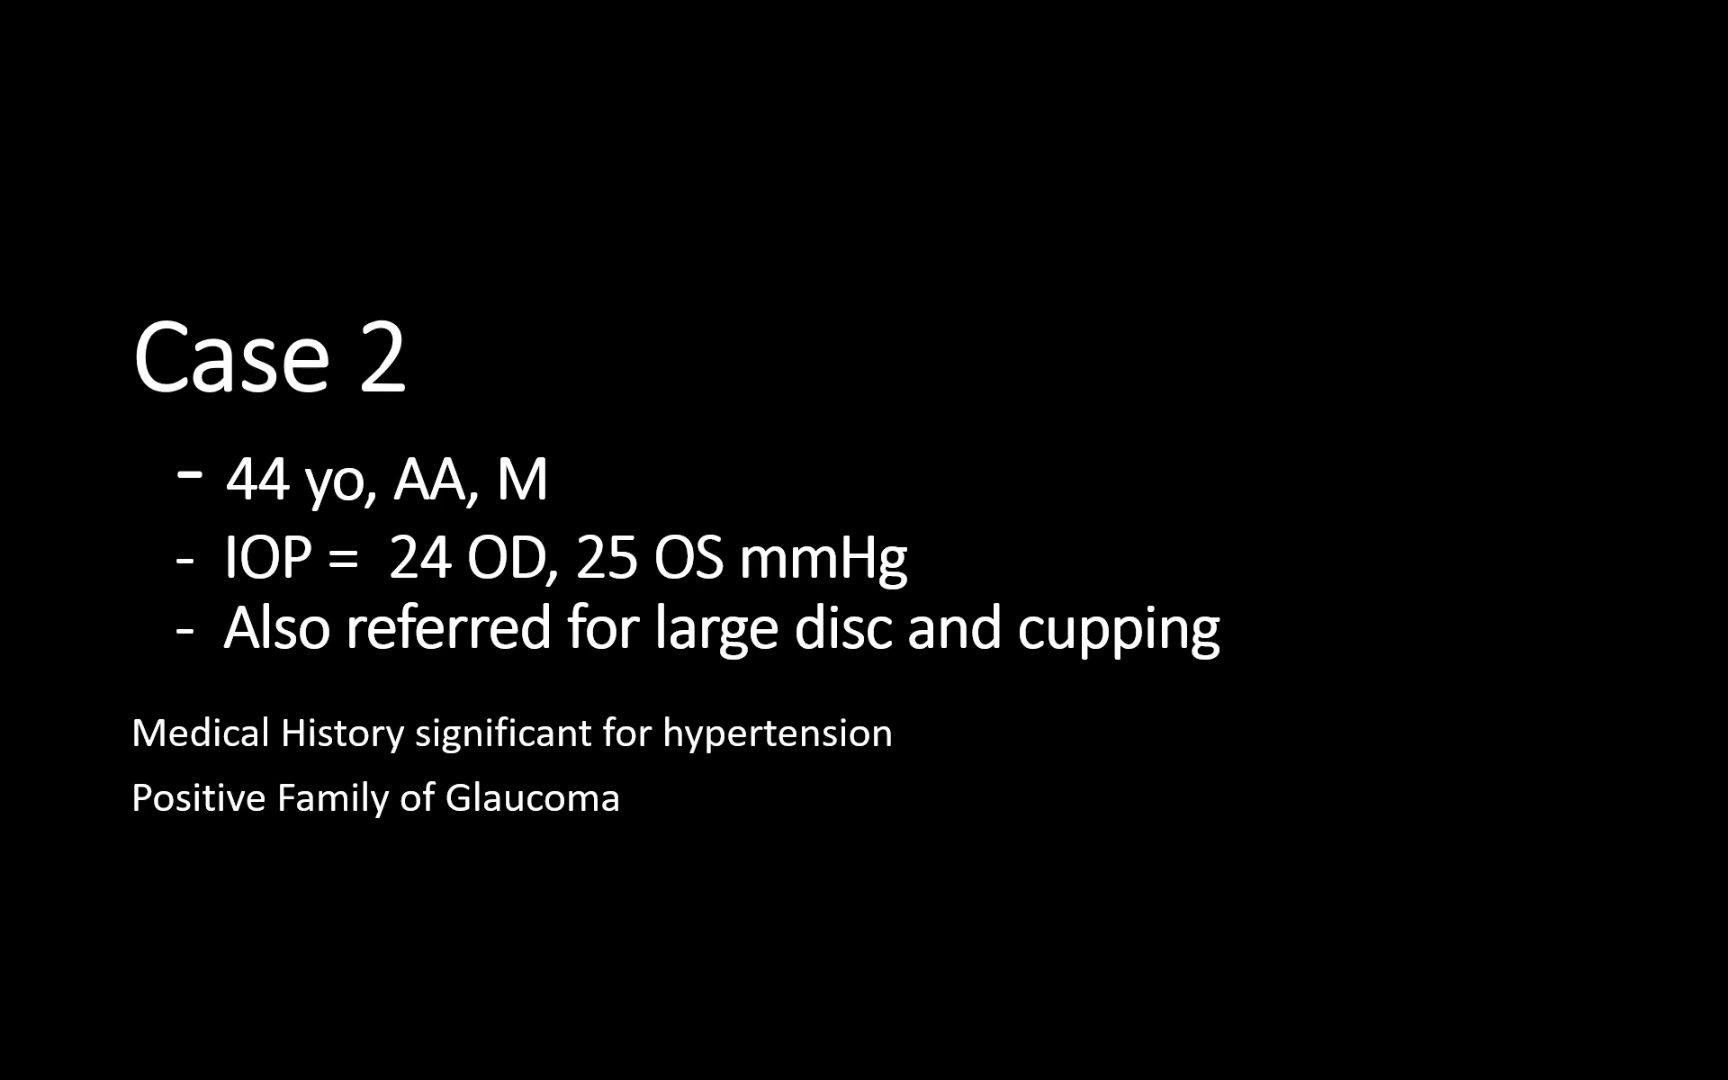 Case 2
- 44 yo, AA, M
- IOP = 24 OD, 25 OS mmHg
- Also referred for large disc and cupping
Medical History significant for hypertension
Positive Family of Glaucoma